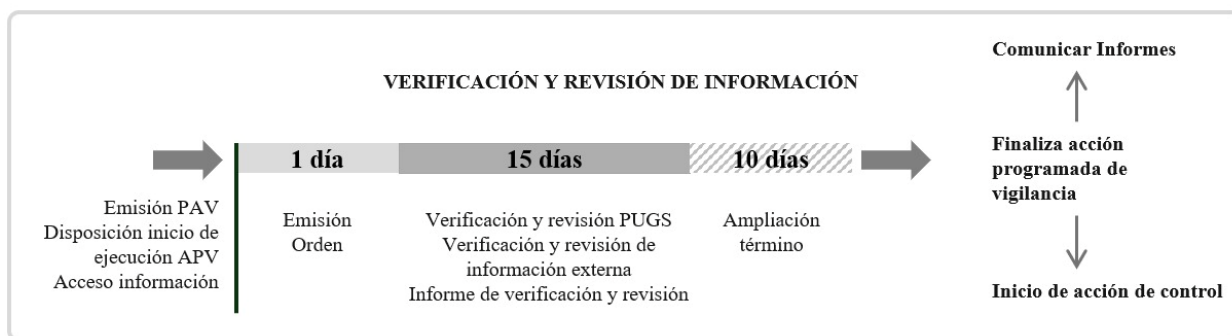 VERIFICACIÓN Y REVISIÓN DE INFORMACIÓN
Emisión PAV
Disposición inicio de
ejecución APV
Acceso información
1 día
Emisión
Orden
15 días
Verificación y revisión PUGS
Verificación y revisión de
información externa
Informe de verificación y revisión
10 días
Ampliación
término
Comunicar Informes
Finaliza acción
programada de
vigilancia
Inicio de acción de control